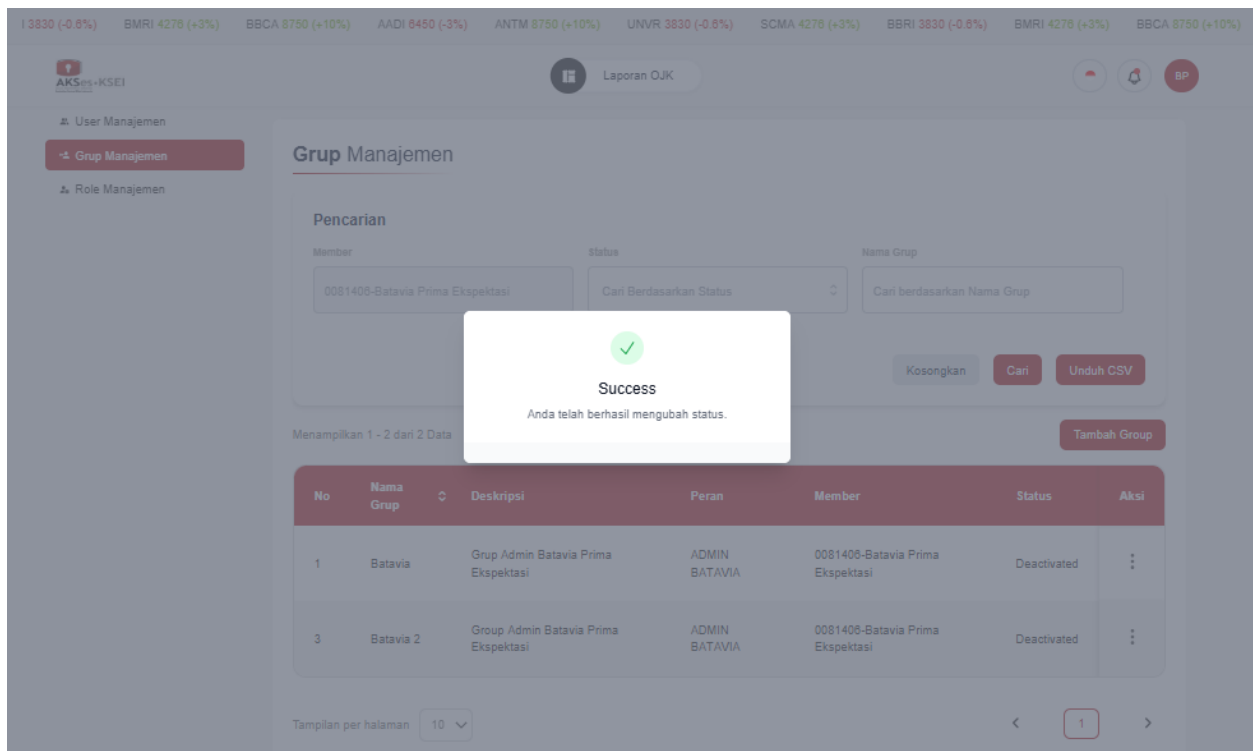 I 3830 (-0.6%) BMRI 4276 (+3%) BBCA 8750 (+10%) AADI 6450 (-3%) ANTM 8750 (+10%) UNVR 3830 (-0.6%) SCMA 4276 (+3%) BBRI 3830 (-0.6%) BMRI 4276 (+3%) BBCA 8750 (+10%)
AKSes-KSEI
Laporan OJK
BP
User Manajemen
Grup Manajemen
Role Manajemen
Grup Manajemen
Pencarian
Member Status Nama Grup
0081406-Batavia Prima Ekspektasi Cari Berdasarkan Status Cari berdasarkan Nama Grup
Kosongkan Cari Unduh CSV
Success
Anda telah berhasil mengubah status.
Menampilkan 1 - 2 dari 2 Data Tambah Group
No Nama Grup Deskripsi Peran Member Status Aksi
1 Batavia Grup Admin Batavia Prima Ekspektasi ADMIN BATAVIA 0081406-Batavia Prima Ekspektasi Deactivated
3 Batavia 2 Group Admin Batavia Prima Ekspektasi ADMIN BATAVIA 0081406-Batavia Prima Ekspektasi Deactivated
Tampilan per halaman 10 1